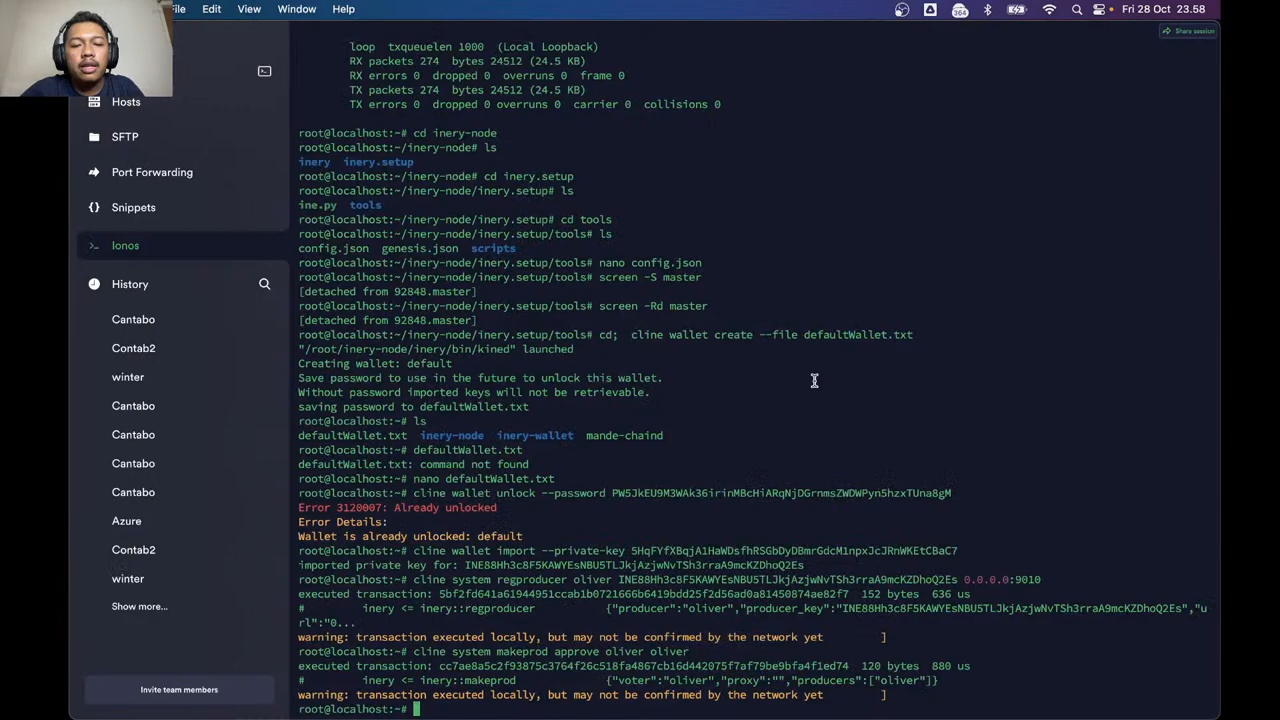 File Edit View Window Help
364
Fri 28 Oct 23.58
Share session
Hosts
SFTP
Port Forwarding
Snippets
Ionos
History
Cantabo
Contab2
winter
Cantabo
Cantabo
Cantabo
Cantabo
Azure
Contab2
winter
Show more...
Invite team members
loop txqueuelen 1000 (Local Loopback)
RX packets 274 bytes 24512 (24.5 KB)
RX errors 0 dropped 0 overruns 0 frame 0
TX packets 274 bytes 24512 (24.5 KB)
TX errors 0 dropped 0 overruns 0 carrier 0 collisions 0
root@localhost:~# cd inery-node
root@localhost:~/inery-node# ls
inery inery.setup
root@localhost:~/inery-node# cd inery.setup
root@localhost:~/inery-node/inery.setup# ls
ine.py tools
root@localhost:~/inery-node/inery.setup# cd tools
root@localhost:~/inery-node/inery.setup/tools# ls
config.json genesis.json scripts
root@localhost:~/inery-node/inery.setup/tools# nano config.json
root@localhost:~/inery-node/inery.setup/tools# screen -S master
[detached from 92848.master]
root@localhost:~/inery-node/inery.setup/tools# screen -Rd master
[detached from 92848.master]
root@localhost:~/inery-node/inery.setup/tools# cd; cline wallet create --file defaultWallet.txt
"/root/inery-node/inery/bin/kined" launched
Creating wallet: default
Save password to use in the future to unlock this wallet.
Without password imported keys will not be retrievable.
saving password to defaultWallet.txt
root@localhost:~# ls
defaultWallet.txt inery-node inery-wallet mande-chaind
root@localhost:~# defaultWallet.txt
defaultWallet.txt: command not found
root@localhost:~# nano defaultWallet.txt
root@localhost:~# cline wallet unlock --password PW5JkEU9M3WAk36irinMBcHiARqNjDGrnmsZWDWPyn5hzxTUna8gM
Error 3120007: Already unlocked
Error Details:
Wallet is already unlocked: default
root@localhost:~# cline wallet import --private-key 5HqFYfXBqjA1HaWDsfhRSGbDyDBmrGdcM1npxJcJRnWKEtCBaC7
imported private key for: INE88Hh3c8F5KAWYEsNBU5TLJkjAzjwNvTSh3rraA9mcKZDhoQ2Es
root@localhost:~# cline system regproducer oliver INE88Hh3c8F5KAWYEsNBU5TLJkjAzjwNvTSh3rraA9mcKZDhoQ2Es 0.0.0.0:9010
executed transaction: 5bf2fd61a61944951ccab1b0721666b6419bdd25f2d56ad0a81450874ae82f7 152 bytes 636 us
# inery <= inery::regproducer {"producer":"oliver","producer_key":"INE88Hh3c8F5KAWYEsNBU5TLJkjAzjwNvTSh3rraA9mcKZDhoQ2Es","u
rl":"0...
warning: transaction executed locally, but may not be confirmed by the network yet ]
root@localhost:~# cline system makeprod approve oliver oliver
executed transaction: cc7ae8a5c2f93875c3764f26c518fa4867cb16d442075f7af79be9bfa4f1ed74 120 bytes 880 us
# inery <= inery::makeprod {"voter":"oliver","proxy":"","producers":["oliver"]}
warning: transaction executed locally, but may not be confirmed by the network yet ]
root@localhost:~#